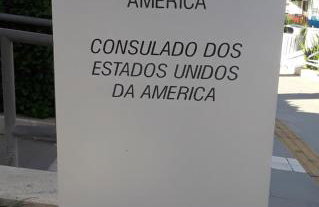 AMERICA
CONSULADO DOS
ESTADOS UNIDOS
DA AMERICA